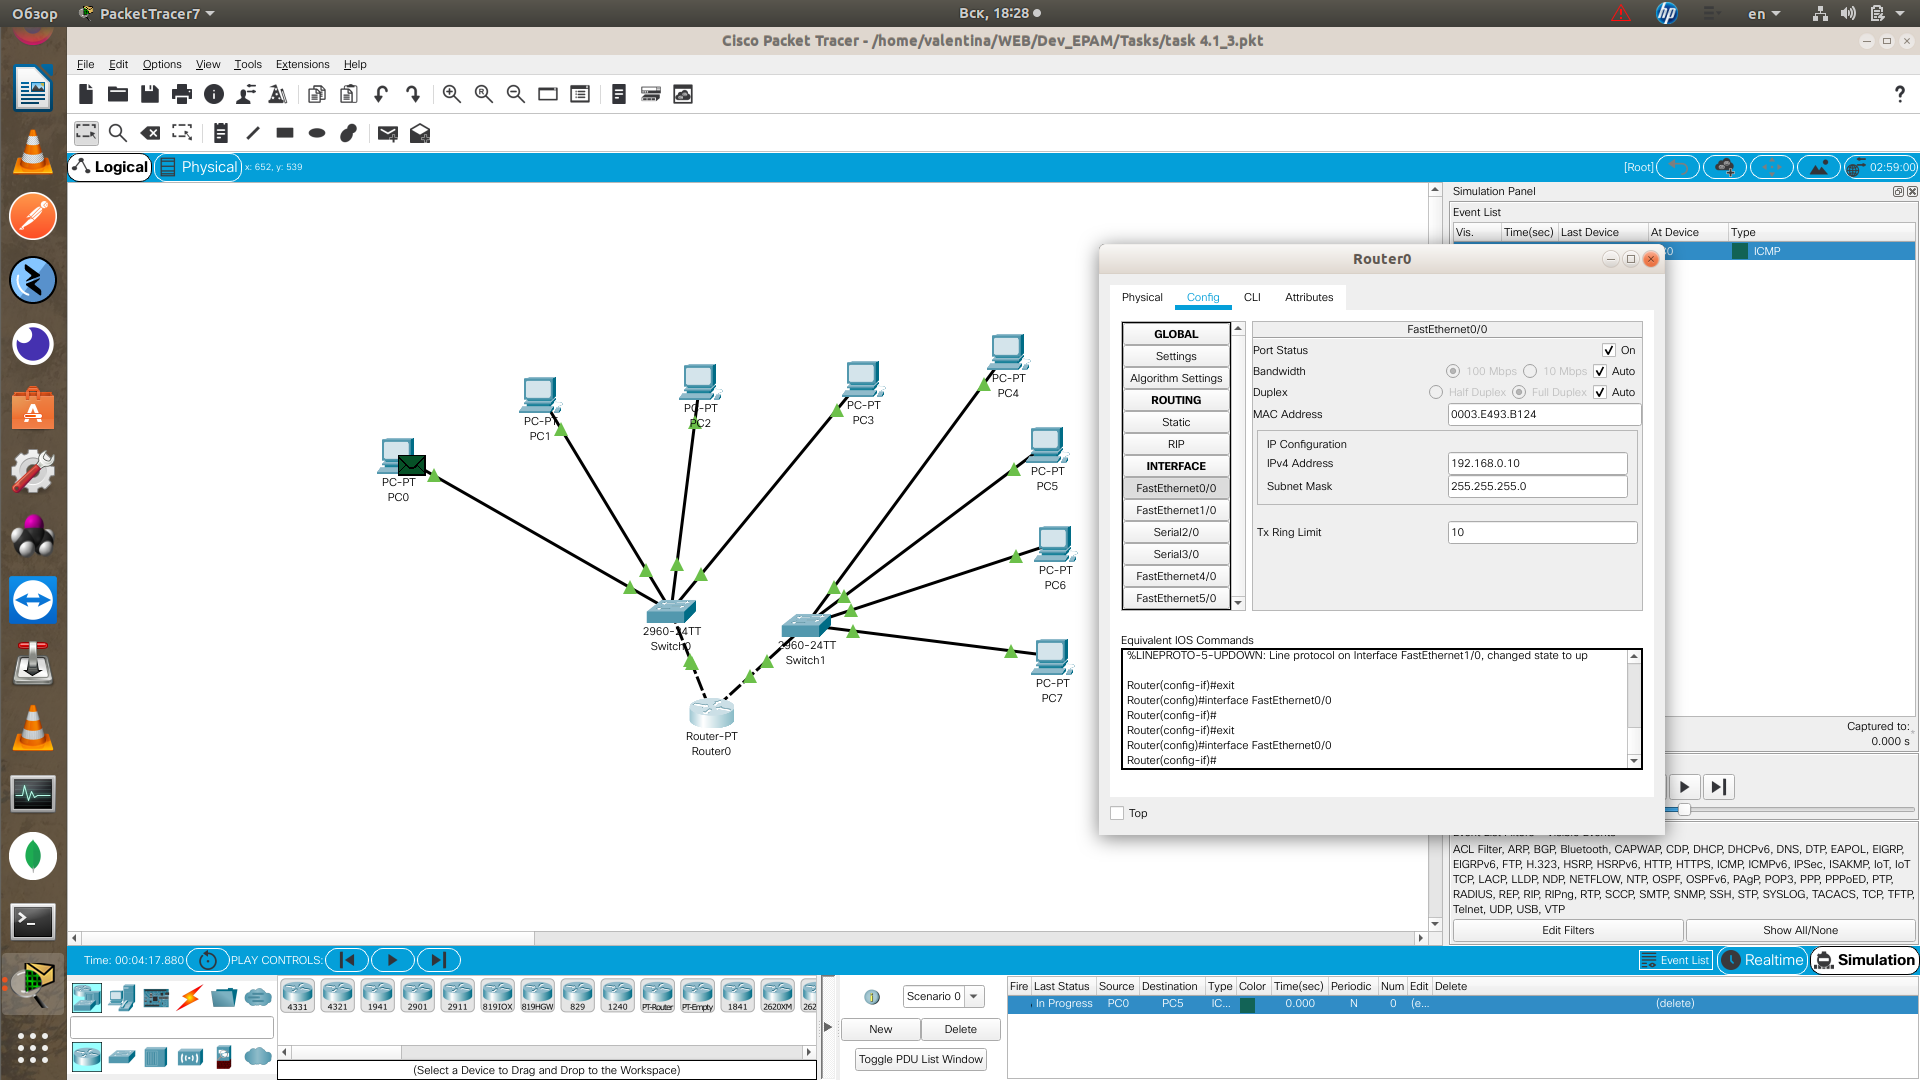 Обзор PacketTracer7 Вск, 18:28 en
Cisco Packet Tracer - /home/valentina/WEB/Dev_EPAM/Tasks/task 4.1_3.pkt
File Edit Options View Tools Extensions Help
Logical Physical x: 652, y: 539 [Root] 02:59:00
Simulation Panel
Event List
Vis. Time(sec) Last Device At Device Type
ICMP
PC-PT
PC0
PC-PT
PC1
PC-PT
PC2
PC-PT
PC3
PC-PT
PC4
PC-PT
PC5
PC-PT
PC6
PC-PT
PC7
2960-24TT
Switch0
2960-24TT
Switch1
Router-PT
Router0
Router0
Physical Config CLI Attributes
GLOBAL
Settings
Algorithm Settings
ROUTING
Static
RIP
INTERFACE
FastEthernet0/0
FastEthernet1/0
Serial2/0
Serial3/0
FastEthernet4/0
FastEthernet5/0
FastEthernet0/0
Port Status On
Bandwidth 100 Mbps 10 Mbps Auto
Duplex Half Duplex Full Duplex Auto
MAC Address 0003.E493.B124
IP Configuration
IPv4 Address 192.168.0.10
Subnet Mask 255.255.255.0
Tx Ring Limit 10
Equivalent IOS Commands
%LINEPROTO-5-UPDOWN: Line protocol on Interface FastEthernet1/0, changed state to up
Router(config-if)#exit
Router(config)#interface FastEthernet0/0
Router(config-if)#
Router(config-if)#exit
Router(config)#interface FastEthernet0/0
Router(config-if)#
Top
Captured to:
0.000 s
ACL Filter, ARP, BGP, Bluetooth, CAPWAP, CDP, DHCP, DHCPv6, DNS, DTP, EAPOL, EIGRP,
EIGRPv6, FTP, H.323, HSRP, HSRPv6, HTTP, HTTPS, ICMP, ICMPv6, IPSec, ISAKMP, IoT, IoT
TCP, LACP, LLDP, NDP, NETFLOW, NTP, OSPF, OSPFv6, PAgP, POP3, PPP, PPPoED, PTP,
RADIUS, REP, RIP, RIPng, RTP, SCCP, SMTP, SNMP, SSH, STP, SYSLOG, TACACS, TCP, TFTP,
Telnet, UDP, USB, VTP
Edit Filters Show All/None
Time: 00:04:17.880 PLAY CONTROLS: Event List Realtime Simulation
4331 4321 1941 2901 2911 819IOX 819HGW 829 1240 PT-Router PT-Empty 1841 2620XM 262
(Select a Device to Drag and Drop to the Workspace)
Scenario 0
New Delete
Toggle PDU List Window
Fire Last Status Source Destination Type Color Time(sec) Periodic Num Edit Delete
In Progress PC0 PC5 IC... 0.000 N 0 (e... (delete)